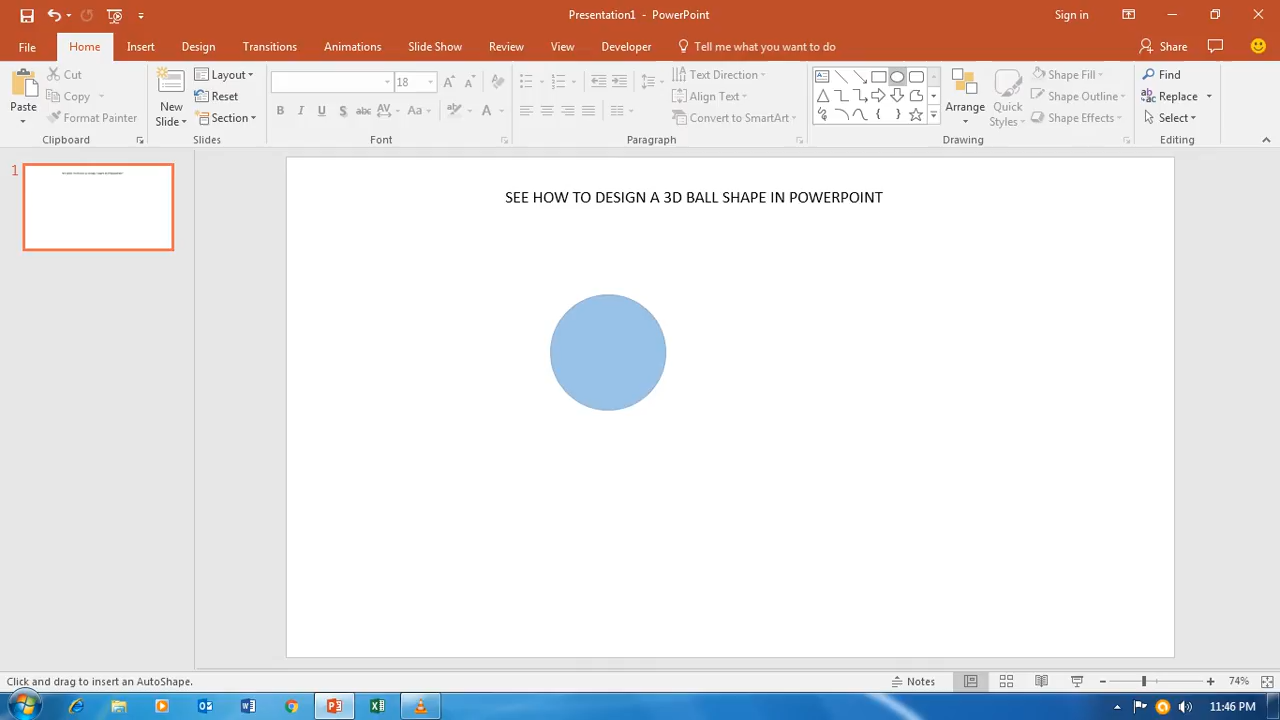 Presentation1 - PowerPoint
Sign in
File
Home
Insert
Design
Transitions
Animations
Slide Show
Review
View
Developer
Tell me what you want to do
Share
Paste
Cut
Copy
Format Painter
Clipboard
New Slide
Layout
Reset
Section
Slides
18
B I U S abc AV Aa A
Font
Text Direction
Align Text
Convert to SmartArt
Paragraph
Arrange
Quick Styles
Shape Fill
Shape Outline
Shape Effects
Drawing
Find
Replace
Select
Editing
1
SEE HOW TO DESIGN A 3D BALL SHAPE IN POWERPOINT
Click and drag to insert an AutoShape.
Notes
74%
11:46 PM